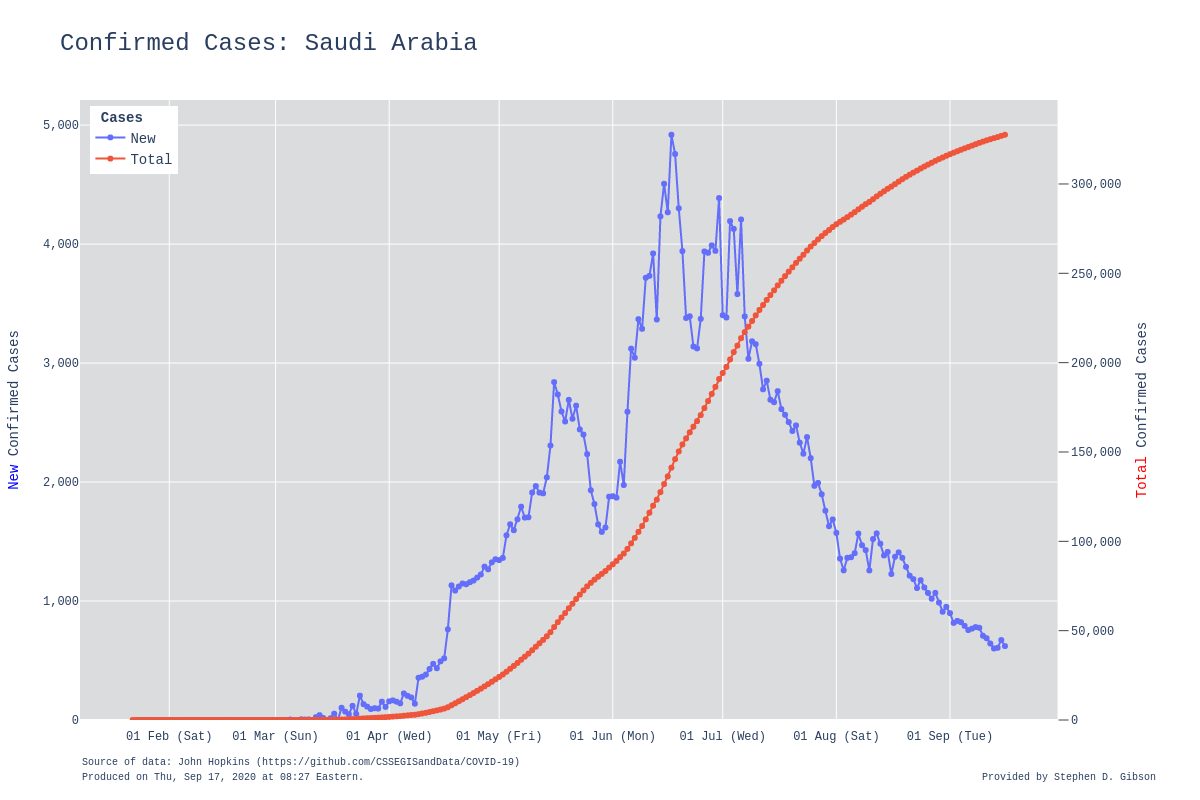 Confirmed Cases: Saudi Arabia
Cases
New
Total
5,000
4,000
3,000
2,000
1,000
0
300,000
250,000
200,000
150,000
100,000
50,000
0
New Confirmed Cases
Total Confirmed Cases
01 Feb (Sat) 01 Mar (Sun) 01 Apr (Wed) 01 May (Fri) 01 Jun (Mon) 01 Jul (Wed) 01 Aug (Sat) 01 Sep (Tue)
Source of data: John Hopkins (https://github.com/CSSEGISandData/COVID-19)
Produced on Thu, Sep 17, 2020 at 08:27 Eastern.
Provided by Stephen D. Gibson